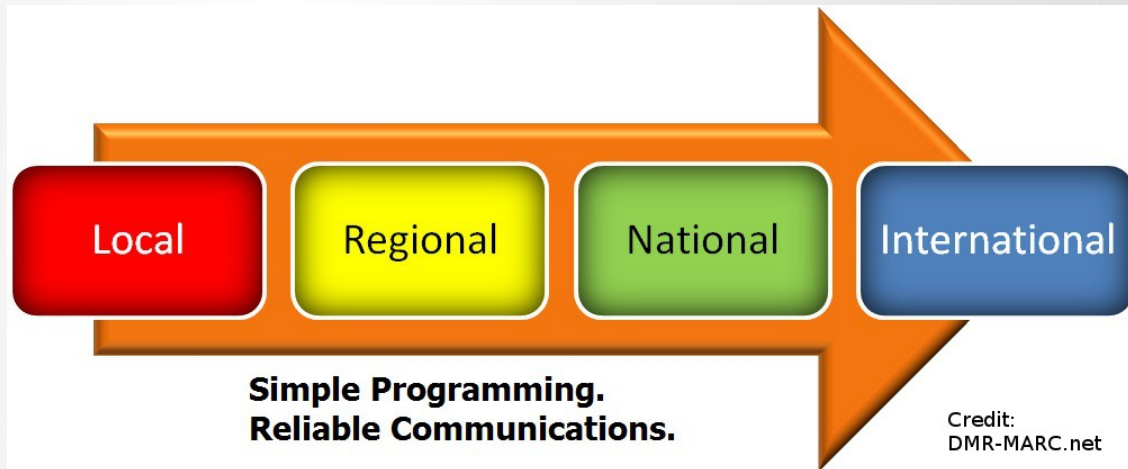 Local
Regional
National
International
Simple Programming.
Reliable Communications.
Credit:
DMR-MARC.net